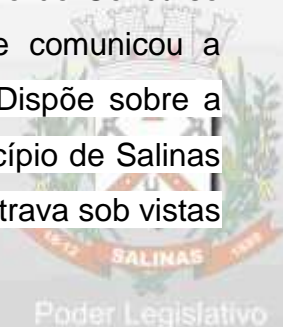 e comunicou a
Dispõe sobre a
cípio de Salinas
trava sob vistas
SALINAS
Poder Legislativo